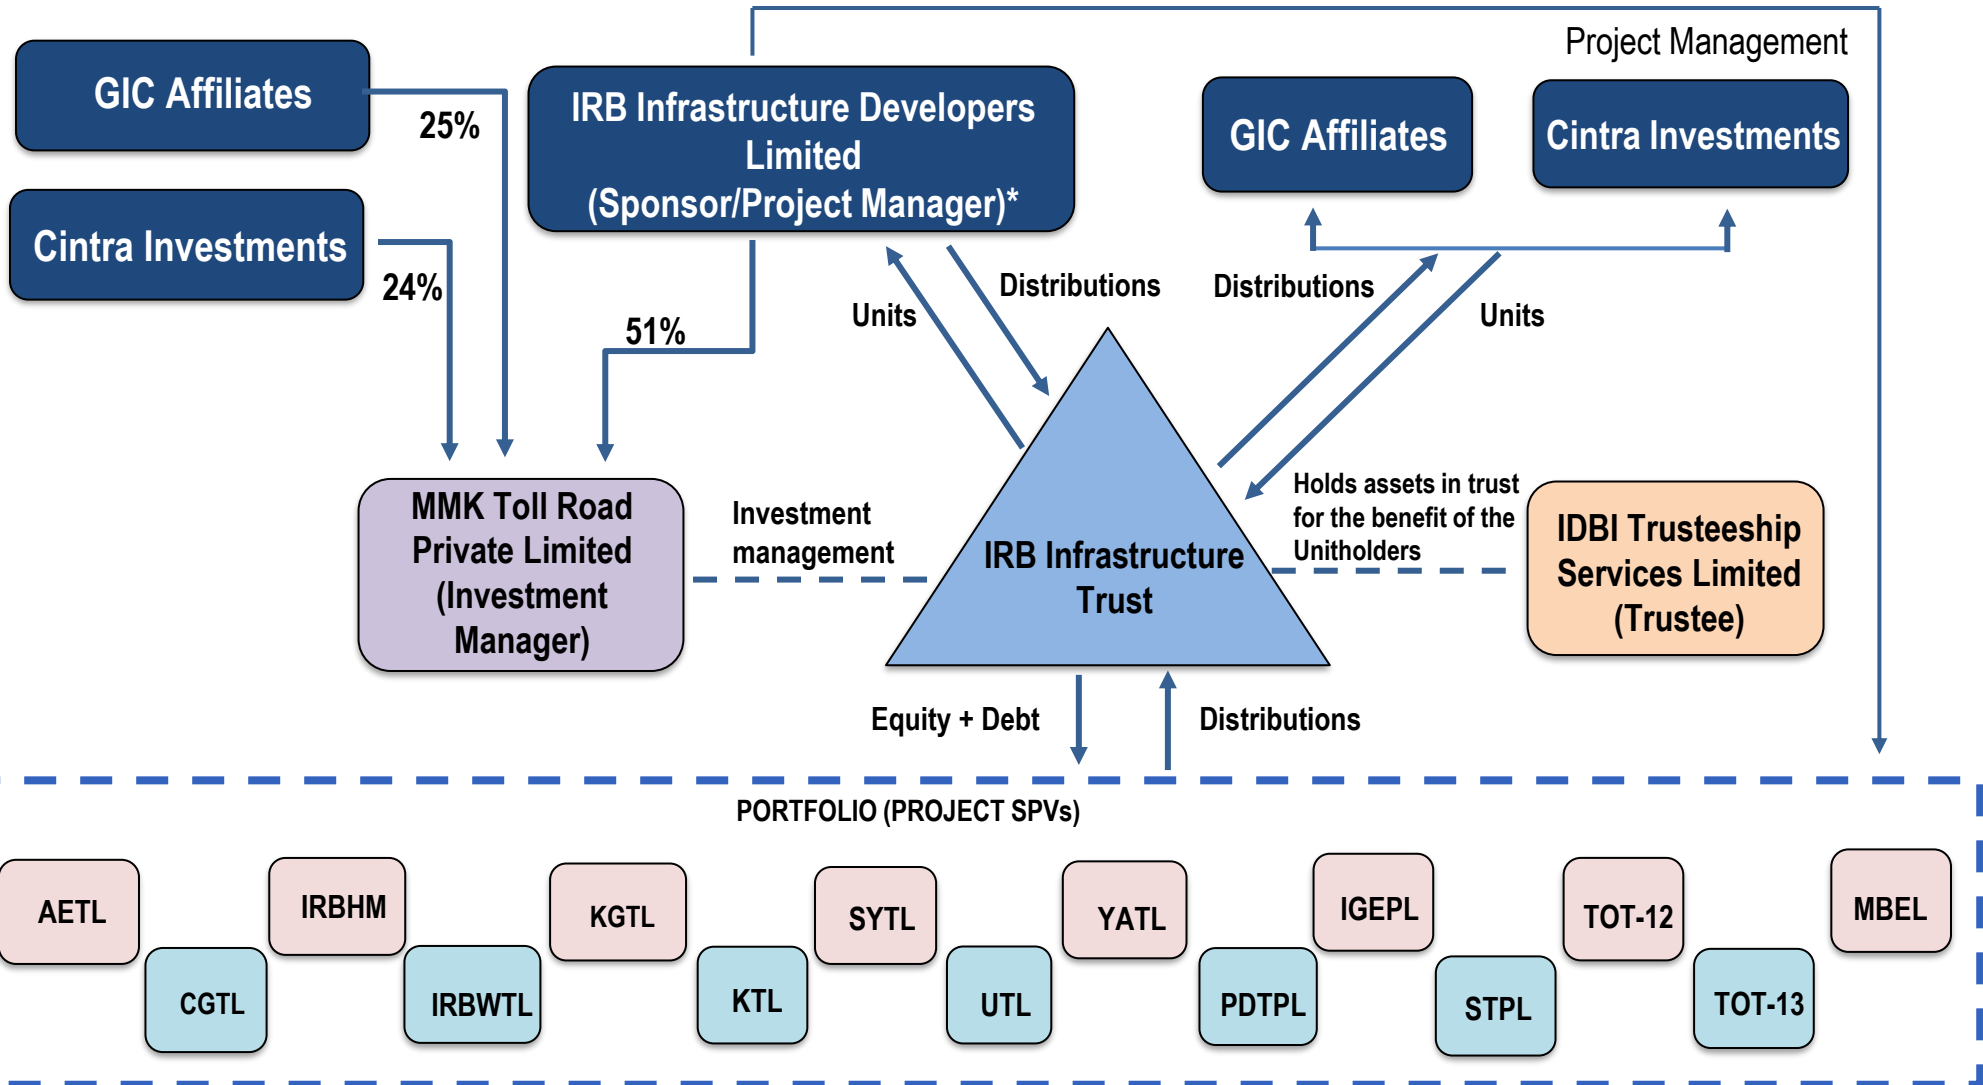 Project Management
GIC Affiliates
25%
IRB Infrastructure Developers
Limited
(Sponsor/Project Manager)*
GIC Affiliates
Cintra Investments
Cintra Investments
24%
51%
Units
Distributions
Distributions
Units
MMK Toll Road
Private Limited
(Investment
Manager)
Investment
management
IRB Infrastructure
Trust
Holds assets in trust
for the benefit of the
Unitholders
IDBI Trusteeship
Services Limited
(Trustee)
Equity + Debt
Distributions
PORTFOLIO (PROJECT SPVs)
AETL
IRBHM
KGTL
SYTL
YATL
IGEPL
TOT-12
MBEL
CGTL
IRBWTL
KTL
UTL
PDTPL
STPL
TOT-13